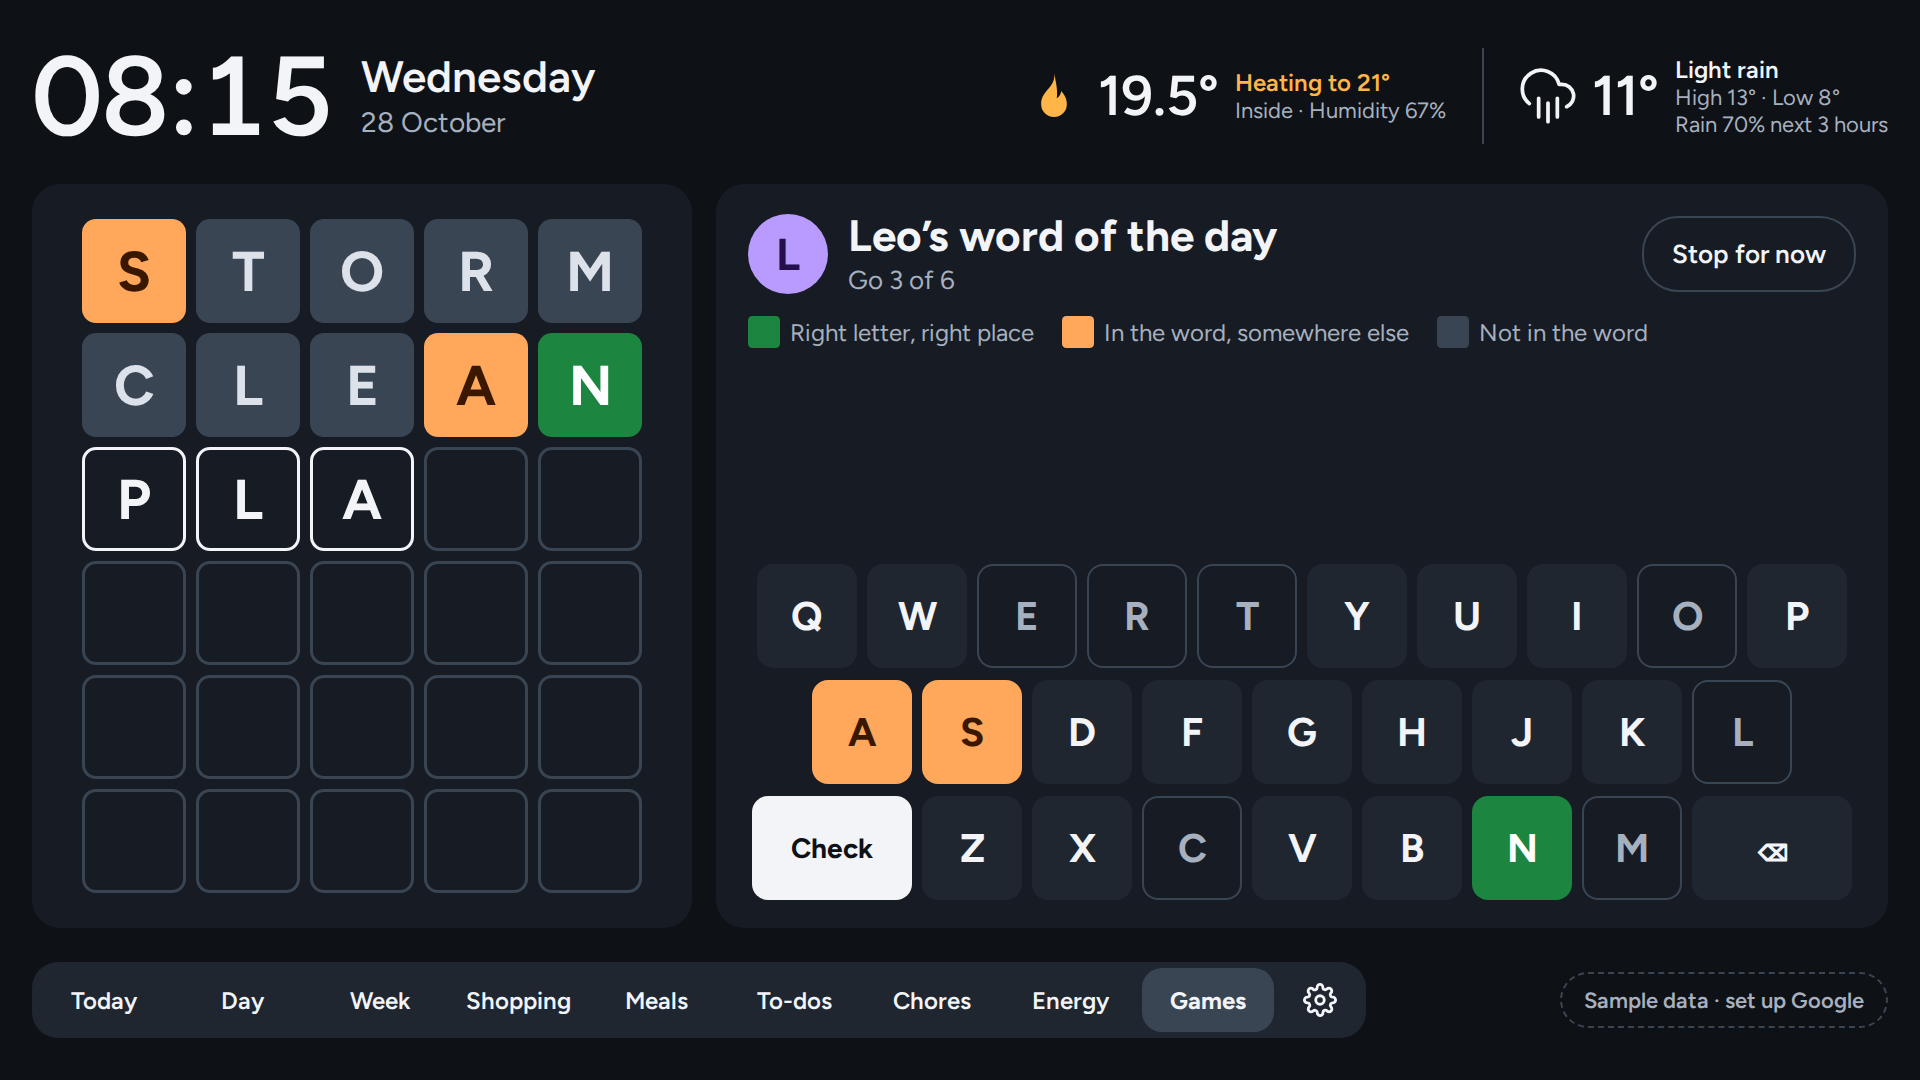 08:15
Wednesday
28 October
19.5°
Heating to 21°
Inside · Humidity 67%
11°
Light rain
High 13° · Low 8°
Rain 70% next 3 hours
S T O R M
C L E A N
P L A
L
Leo’s word of the day
Go 3 of 6
Stop for now
Right letter, right place
In the word, somewhere else
Not in the word
Q W E R T Y U I O P
A S D F G H J K L
Check Z X C V B N M ⌫
Today Day Week Shopping Meals To-dos Chores Energy Games
Sample data · set up Google